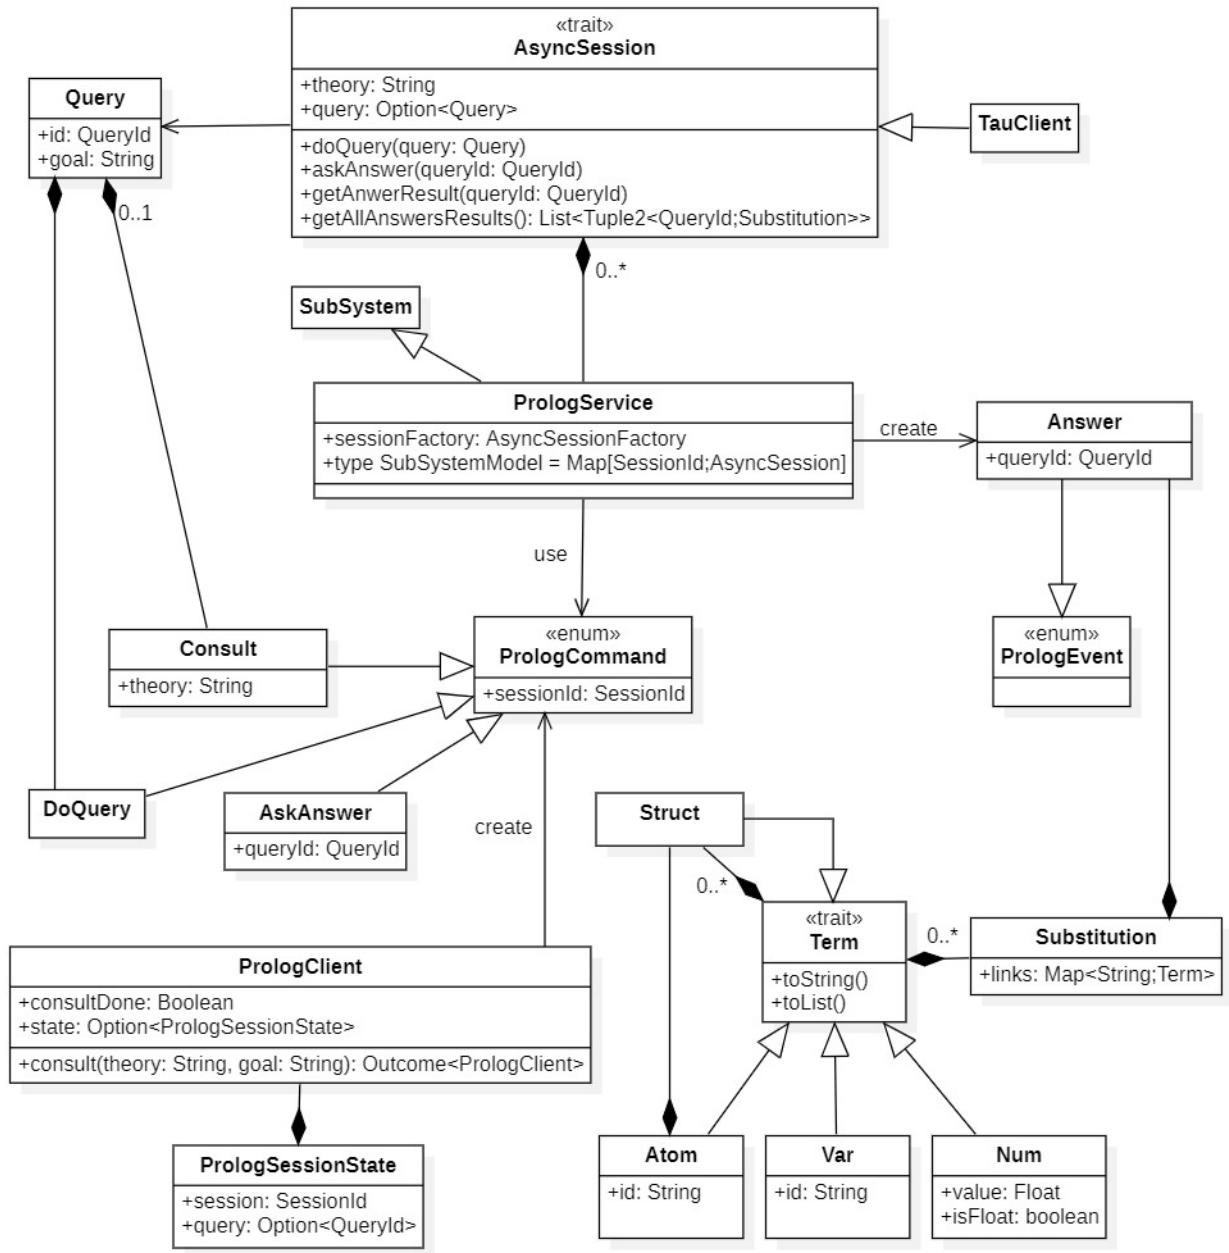 «trait»
AsyncSession
+theory: String
+query: Option<Query>
+doQuery(query: Query)
+askAnswer(queryId: QueryId)
+getAnwerResult(queryId: QueryId)
+getAllAnswersResults(): List<Tuple2<QueryId;Substitution>>
Query
+id: QueryId
+goal: String
TauClient
0..1
0..*
SubSystem
PrologService
+sessionFactory: AsyncSessionFactory
+type SubSystemModel = Map[SessionId;AsyncSession]
create
Answer
+queryId: QueryId
use
Consult
+theory: String
«enum»
PrologCommand
+sessionId: SessionId
«enum»
PrologEvent
DoQuery
AskAnswer
+queryId: QueryId
create
Struct
0..*
«trait»
Term
+toString()
+toList()
0..*
Substitution
+links: Map<String;Term>
PrologClient
+consultDone: Boolean
+state: Option<PrologSessionState>
+consult(theory: String, goal: String): Outcome<PrologClient>
PrologSessionState
+session: SessionId
+query: Option<QueryId>
Atom
+id: String
Var
+id: String
Num
+value: Float
+isFloat: boolean